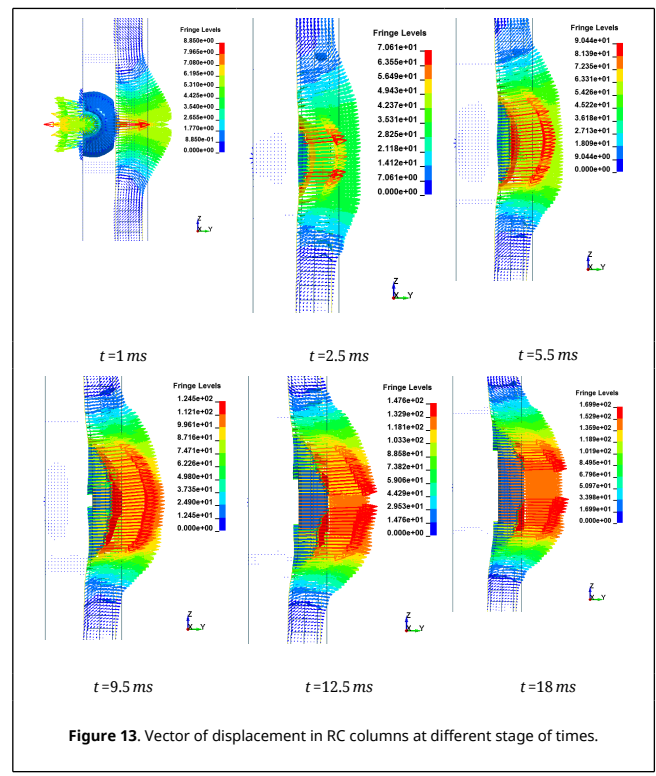 Fringe Levels
8.850e+00
7.965e+00
7.080e+00
6.195e+00
5.310e+00
4.425e+00
3.540e+00
2.655e+00
1.770e+00
8.850e-01
0.000e+00
Z
X Y
t=1 ms
Fringe Levels
7.061e+01
6.355e+01
5.649e+01
4.943e+01
4.237e+01
3.531e+01
2.825e+01
2.118e+01
1.412e+01
7.061e+00
0.000e+00
Z
X Y
t=2.5 ms
Fringe Levels
9.044e+01
8.139e+01
7.235e+01
6.331e+01
5.426e+01
4.522e+01
3.618e+01
2.713e+01
1.809e+01
9.044e+00
0.000e+00
Z
X Y
t=5.5 ms
Fringe Levels
1.245e+02
1.121e+02
9.961e+01
8.716e+01
7.471e+01
6.226e+01
4.980e+01
3.735e+01
2.490e+01
1.245e+01
0.000e+00
Z
X Y
t=9.5 ms
Fringe Levels
1.476e+02
1.329e+02
1.181e+02
1.033e+02
8.858e+01
7.382e+01
5.906e+01
4.429e+01
2.953e+01
1.476e+01
0.000e+00
Z
X Y
t=12.5 ms
Fringe Levels
1.699e+02
1.529e+02
1.359e+02
1.189e+02
1.019e+02
8.495e+01
6.796e+01
5.097e+01
3.398e+01
1.699e+01
0.000e+00
Z
X Y
t=18 ms
Figure 13. Vector of displacement in RC columns at different stage of times.